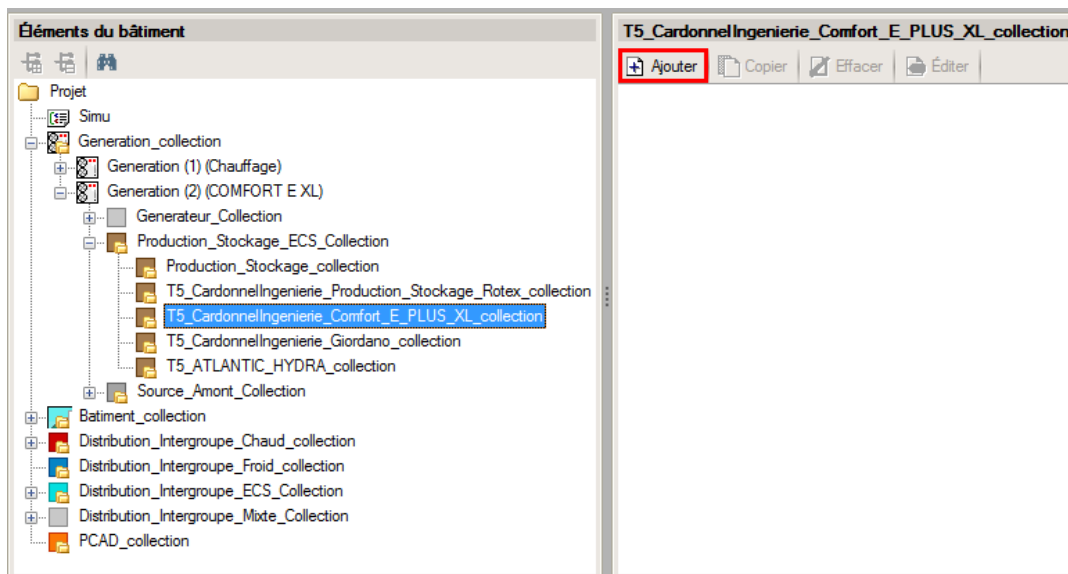 Éléments du bâtiment
Projet
Simu
Generation_collection
Generation (1) (Chauffage)
Generation (2) (COMFORT E XL)
Generateur_Collection
Production_Stockage_ECS_Collection
Production_Stockage_collection
T5_CardonnelIngenierie_Production_Stockage_Rotex_collection
T5_CardonnelIngenierie_Comfort_E_PLUS_XL_collection
T5_CardonnelIngenierie_Giordano_collection
T5_ATLANTIC_HYDRA_collection
Source_Amont_Collection
Batiment_collection
Distribution_Intergroupe_Chaud_collection
Distribution_Intergroupe_Froid_collection
Distribution_Intergroupe_ECS_Collection
Distribution_Intergroupe_Mixte_Collection
PCAD_collection
T5_CardonnelIngenierie_Comfort_E_PLUS_XL_collection
Ajouter Copier Effacer Éditer